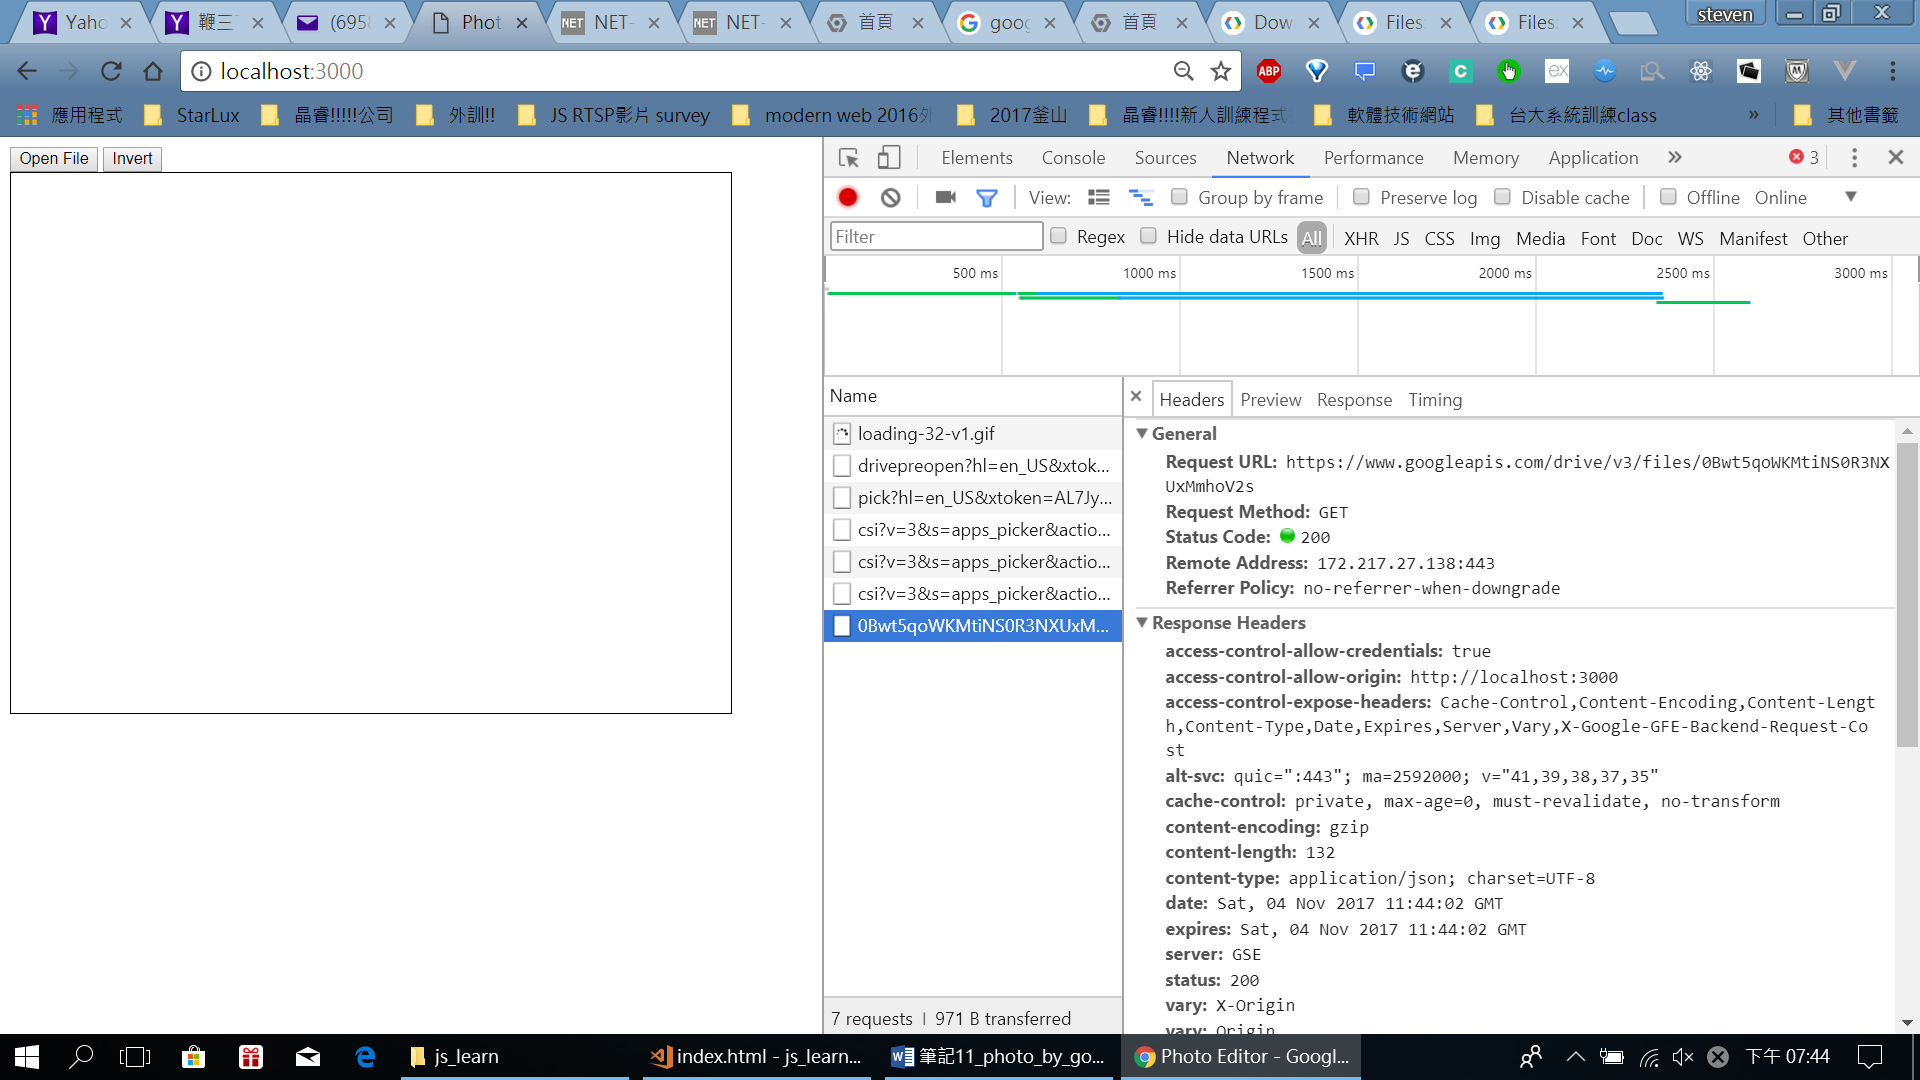 Yaho
鞭三
(695
Phot
NET-
NET-
首頁
goog
首頁
Dow
Files:
Files:
steven
localhost:3000
應用程式
StarLux
晶睿!!!!!公司
外訓!!
JS RTSP影片 survey
modern web 2016外
2017釜山
晶睿!!!!新人訓練程式
軟體技術網站
台大系統訓練class
»
其他書籤
Open File
Invert
Elements
Console
Sources
Network
Performance
Memory
Application
3
View:
Group by frame
Preserve log
Disable cache
Offline
Online
Filter
Regex
Hide data URLs
All
XHR
JS
CSS
Img
Media
Font
Doc
WS
Manifest
Other
500 ms
1000 ms
1500 ms
2000 ms
2500 ms
3000 ms
Name
loading-32-v1.gif
drivepreopen?hl=en_US&xtok...
pick?hl=en_US&xtoken=AL7Jy...
csi?v=3&s=apps_picker&actio...
csi?v=3&s=apps_picker&actio...
csi?v=3&s=apps_picker&actio...
0Bwt5qoWKMtiNS0R3NXUxM...
7 requests | 971 B transferred
Headers
Preview
Response
Timing
General
Request URL: https://www.googleapis.com/drive/v3/files/0Bwt5qoWKMtiNS0R3NX
UxMmhoV2s
Request Method: GET
Status Code: 200
Remote Address: 172.217.27.138:443
Referrer Policy: no-referrer-when-downgrade
Response Headers
access-control-allow-credentials: true
access-control-allow-origin: http://localhost:3000
access-control-expose-headers: Cache-Control,Content-Encoding,Content-Lengt
h,Content-Type,Date,Expires,Server,Vary,X-Google-GFE-Backend-Request-Co
st
alt-svc: quic=":443"; ma=2592000; v="41,39,38,37,35"
cache-control: private, max-age=0, must-revalidate, no-transform
content-encoding: gzip
content-length: 132
content-type: application/json; charset=UTF-8
date: Sat, 04 Nov 2017 11:44:02 GMT
expires: Sat, 04 Nov 2017 11:44:02 GMT
server: GSE
status: 200
vary: X-Origin
vary: Origin
js_learn
index.html - js_learn...
筆記11_photo_by_go...
Photo Editor - Googl...
下午 07:44